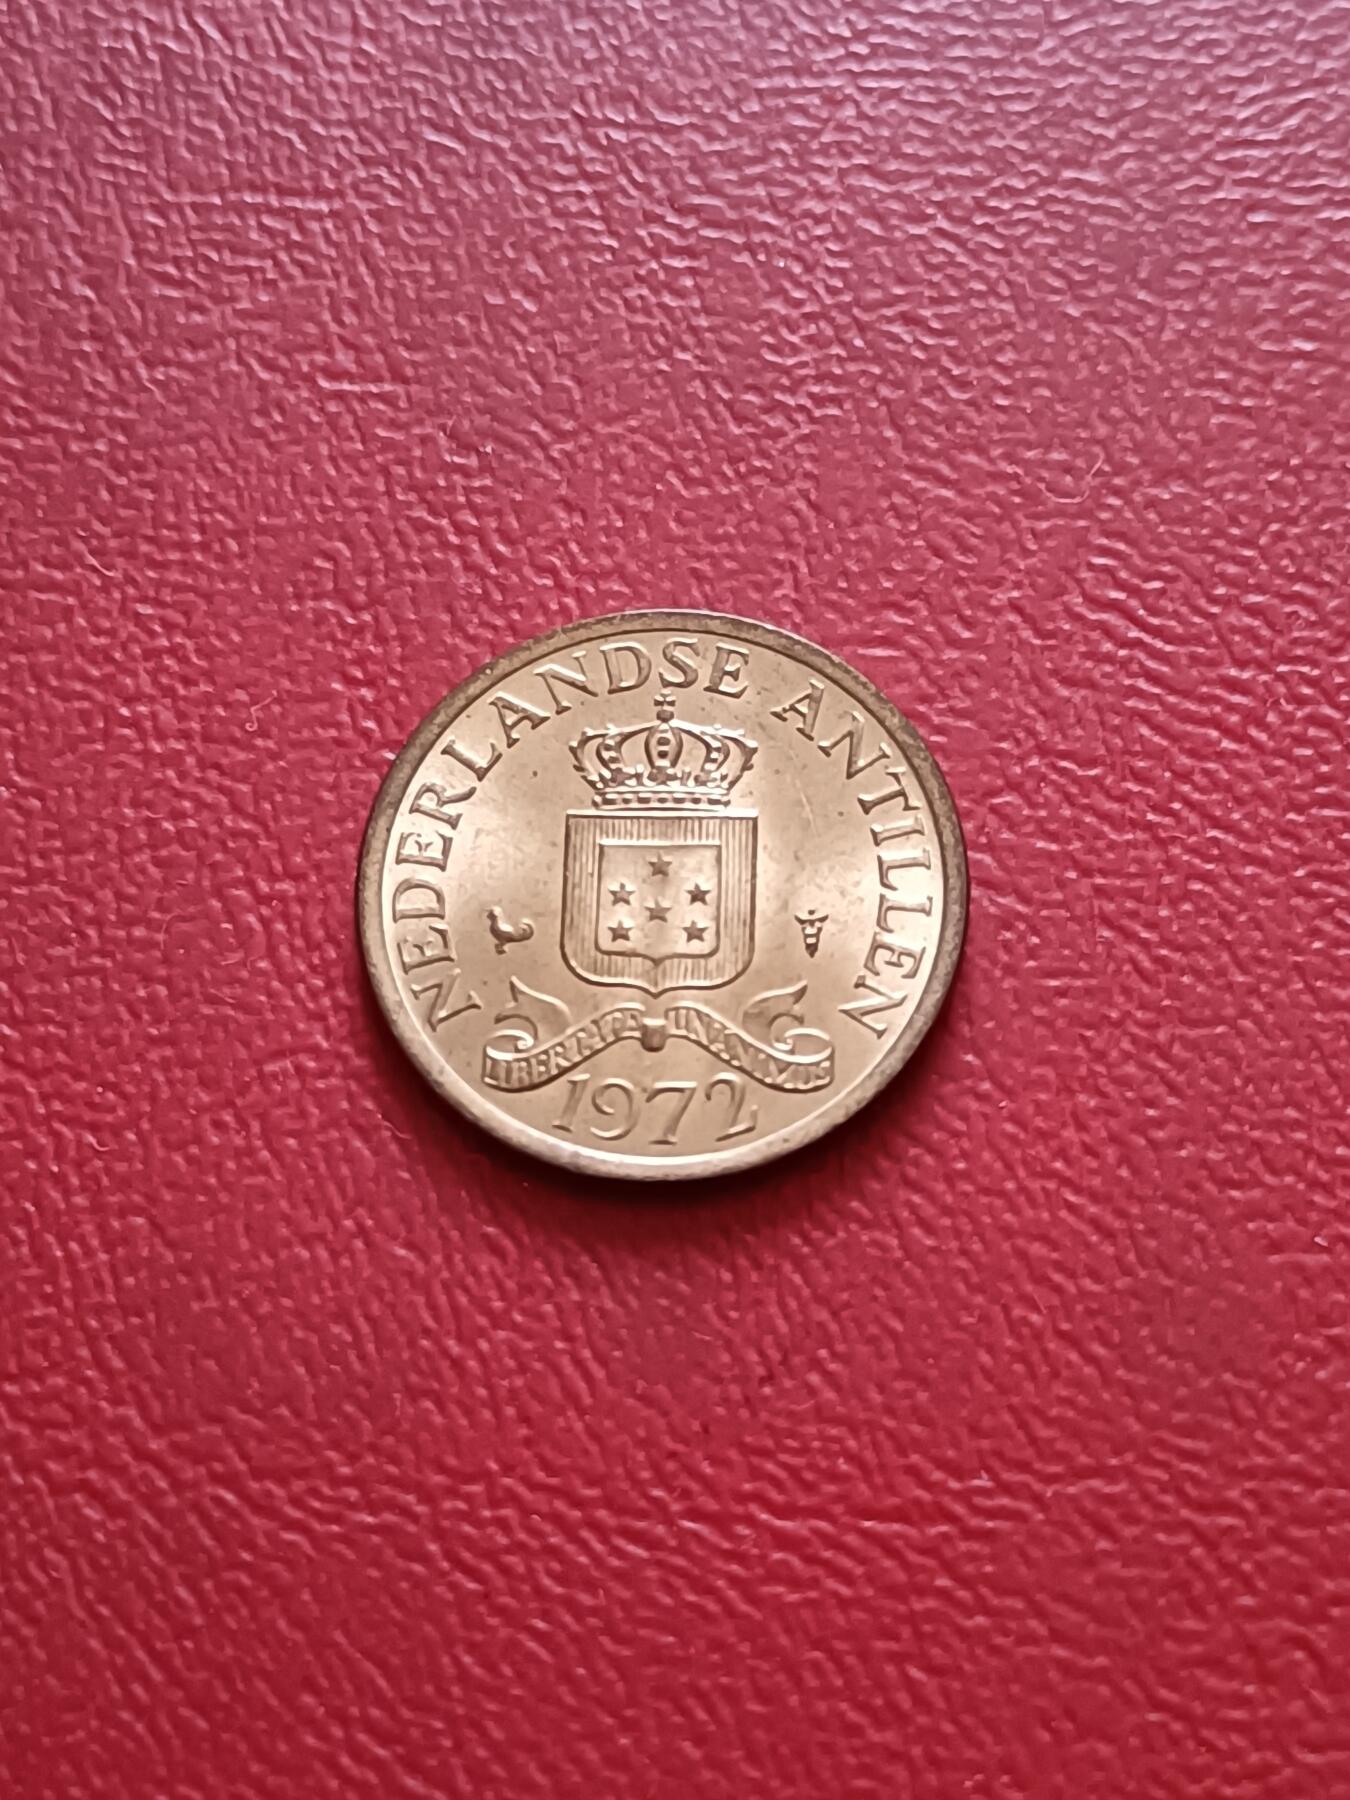 NEDERLANDSE ANTILLEN
LIBERTATE UNANIMUS
1972